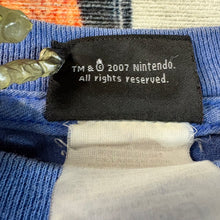 TM & © 2007 Nintendo.
All rights reserved.